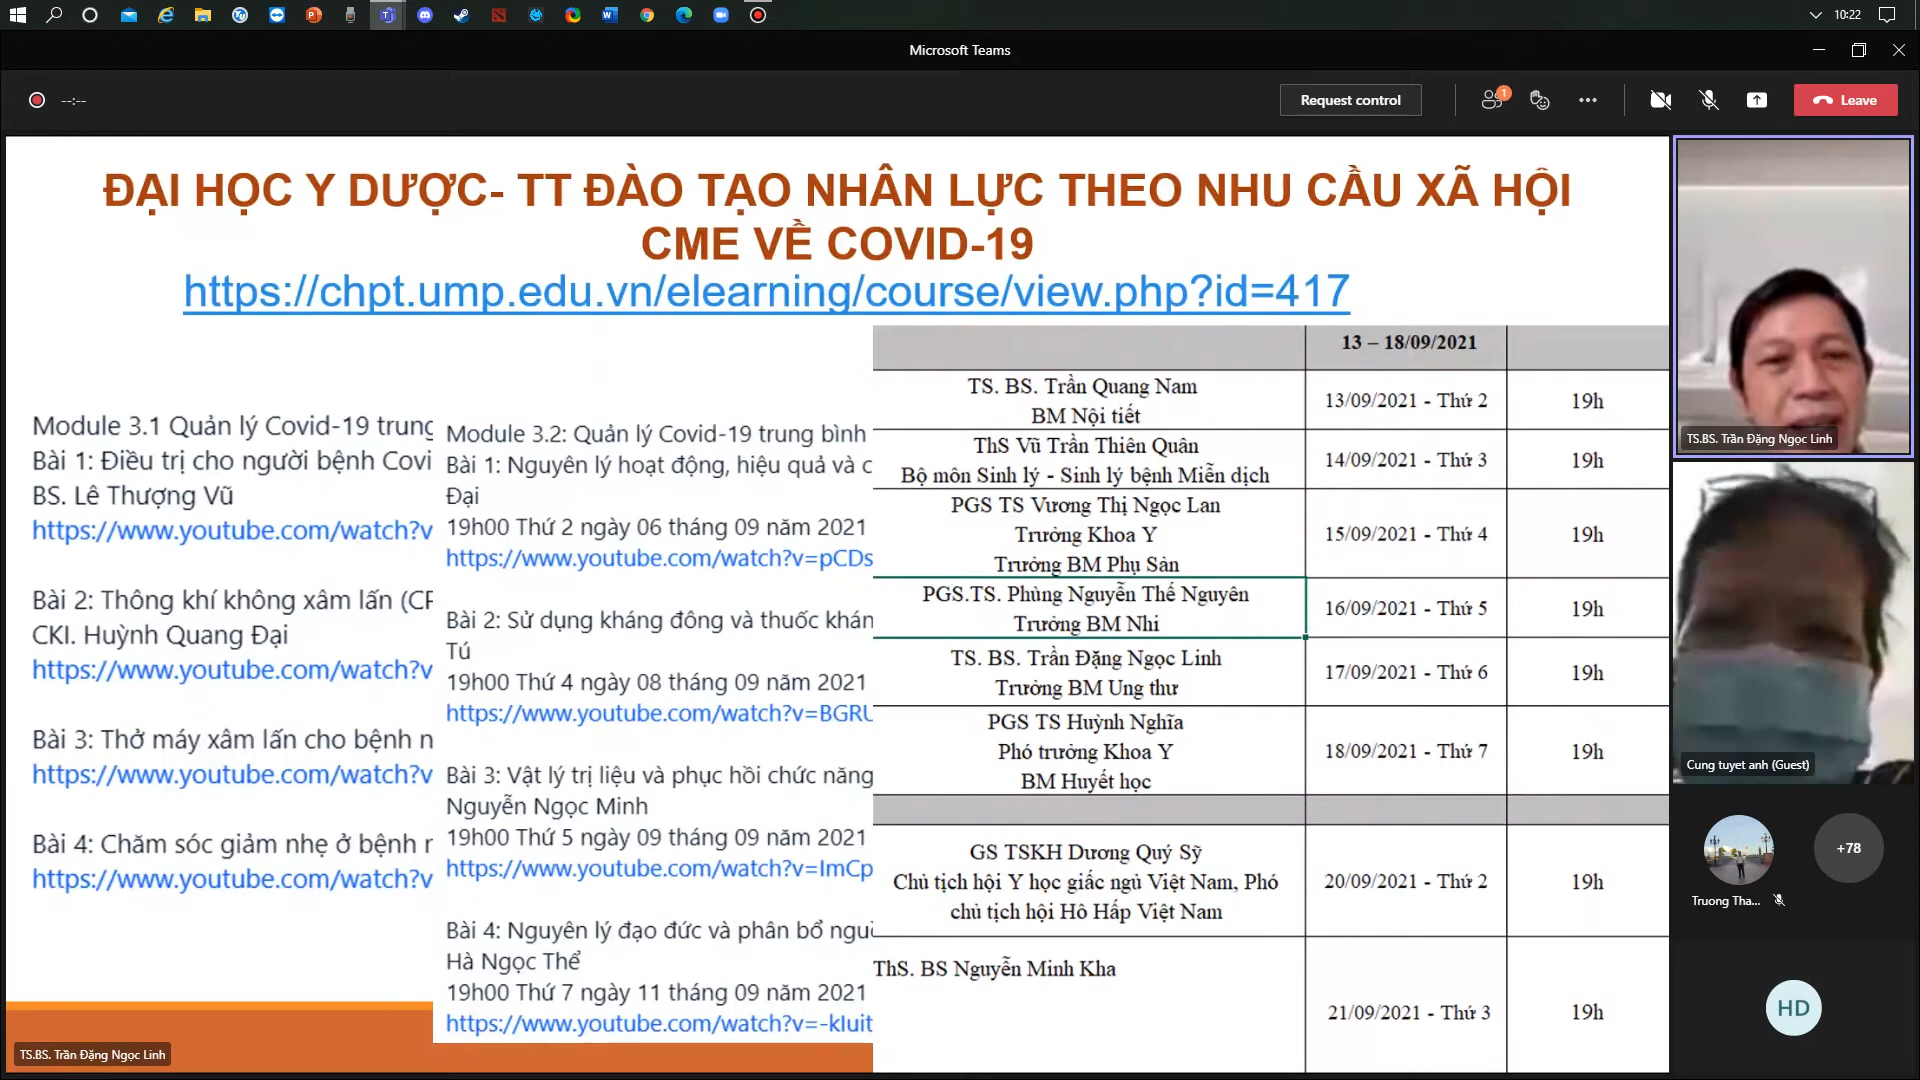 10:22
Microsoft Teams
--:--
Request control
1
Leave
ĐẠI HỌC Y DƯỢC- TT ĐÀO TẠO NHÂN LỰC THEO NHU CẦU XÃ HỘI
CME VỀ COVID-19
https://chpt.ump.edu.vn/elearning/course/view.php?id=417
Module 3.1 Quản lý Covid-19 trung
Bài 1: Điều trị cho người bệnh Covi
BS. Lê Thượng Vũ
https://www.youtube.com/watch?v
Bài 2: Thông khí không xâm lấn (CP
CKI. Huỳnh Quang Đại
https://www.youtube.com/watch?v
Bài 3: Thở máy xâm lấn cho bệnh n
https://www.youtube.com/watch?v
Bài 4: Chăm sóc giảm nhẹ ở bệnh n
https://www.youtube.com/watch?v
Module 3.2: Quản lý Covid-19 trung bình
Bài 1: Nguyên lý hoạt động, hiệu quả và c
Đại
19h00 Thứ 2 ngày 06 tháng 09 năm 2021
https://www.youtube.com/watch?v=pCDs
Bài 2: Sử dụng kháng đông và thuốc khán
Tú
19h00 Thứ 4 ngày 08 tháng 09 năm 2021
https://www.youtube.com/watch?v=BGRU
Bài 3: Vật lý trị liệu và phục hồi chức năng
Nguyễn Ngọc Minh
19h00 Thứ 5 ngày 09 tháng 09 năm 2021
https://www.youtube.com/watch?v=ImCp
Bài 4: Nguyên lý đạo đức và phân bổ nguồ
Hà Ngọc Thể
19h00 Thứ 7 ngày 11 tháng 09 năm 2021
https://www.youtube.com/watch?v=-kIuit
13 – 18/09/2021
TS. BS. Trần Quang Nam
BM Nội tiết
13/09/2021 - Thứ 2
19h
ThS Vũ Trần Thiên Quân
Bộ môn Sinh lý - Sinh lý bệnh Miễn dịch
14/09/2021 - Thứ 3
19h
PGS TS Vương Thị Ngọc Lan
Trưởng Khoa Y
Trưởng BM Phụ Sản
15/09/2021 - Thứ 4
19h
PGS.TS. Phùng Nguyễn Thế Nguyên
Trưởng BM Nhi
16/09/2021 - Thứ 5
19h
TS. BS. Trần Đặng Ngọc Linh
Trưởng BM Ung thư
17/09/2021 - Thứ 6
19h
PGS TS Huỳnh Nghĩa
Phó trưởng Khoa Y
BM Huyết học
18/09/2021 - Thứ 7
19h
GS TSKH Dương Quý Sỹ
Chủ tịch hội Y học giấc ngủ Việt Nam, Phó
chủ tịch hội Hô Hấp Việt Nam
20/09/2021 - Thứ 2
19h
ThS. BS Nguyễn Minh Kha
21/09/2021 - Thứ 3
19h
TS.BS. Trần Đặng Ngọc Linh
TS.BS. Trần Đặng Ngọc Linh
Cung tuyet anh (Guest)
Truong Tha...
+78
HD